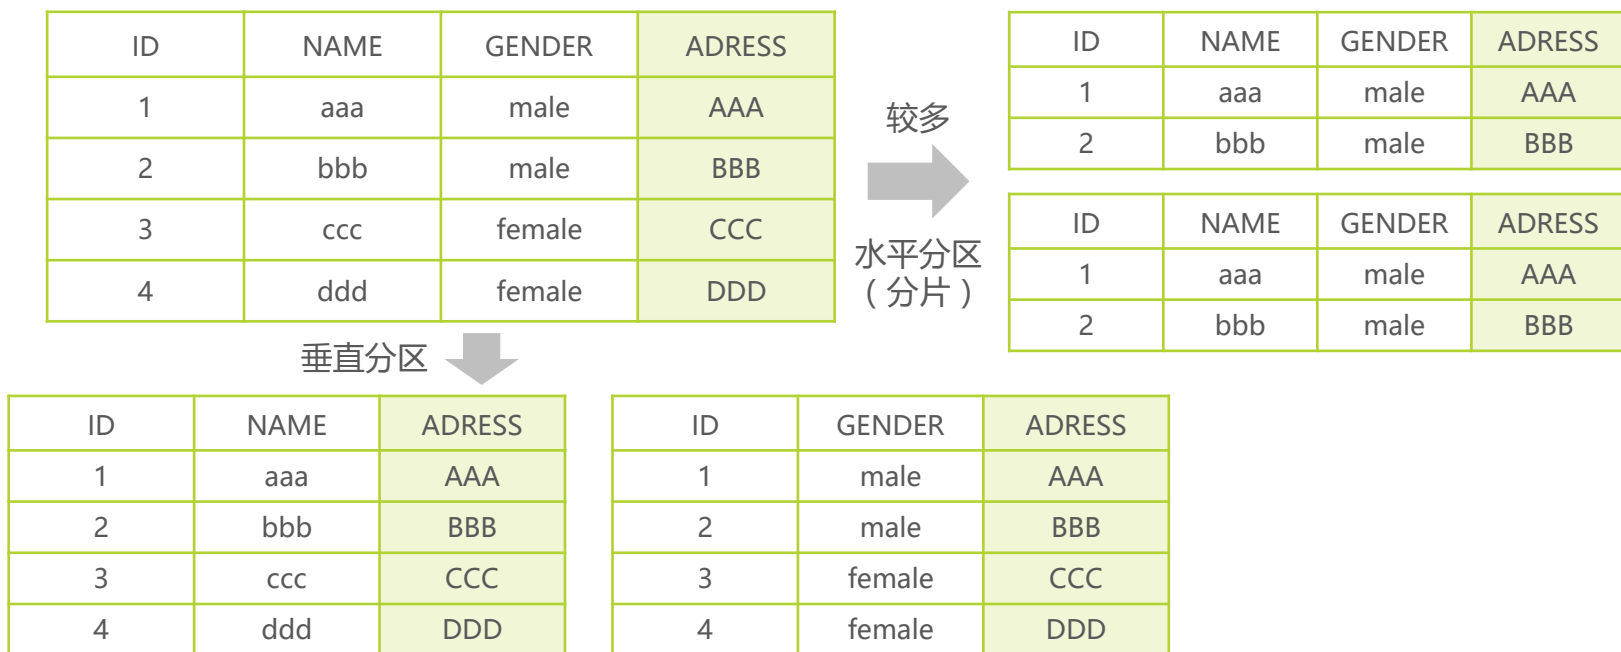 ID NAME GENDER ADRESS
1 aaa male AAA
2 bbb male BBB
3 ccc female CCC
4 ddd female DDD
较多
水平分区
（分片）
ID NAME GENDER ADRESS
1 aaa male AAA
2 bbb male BBB
ID NAME GENDER ADRESS
1 aaa male AAA
2 bbb male BBB
垂直分区
ID NAME ADRESS
1 aaa AAA
2 bbb BBB
3 ccc CCC
4 ddd DDD
ID GENDER ADRESS
1 male AAA
2 male BBB
3 female CCC
4 female DDD